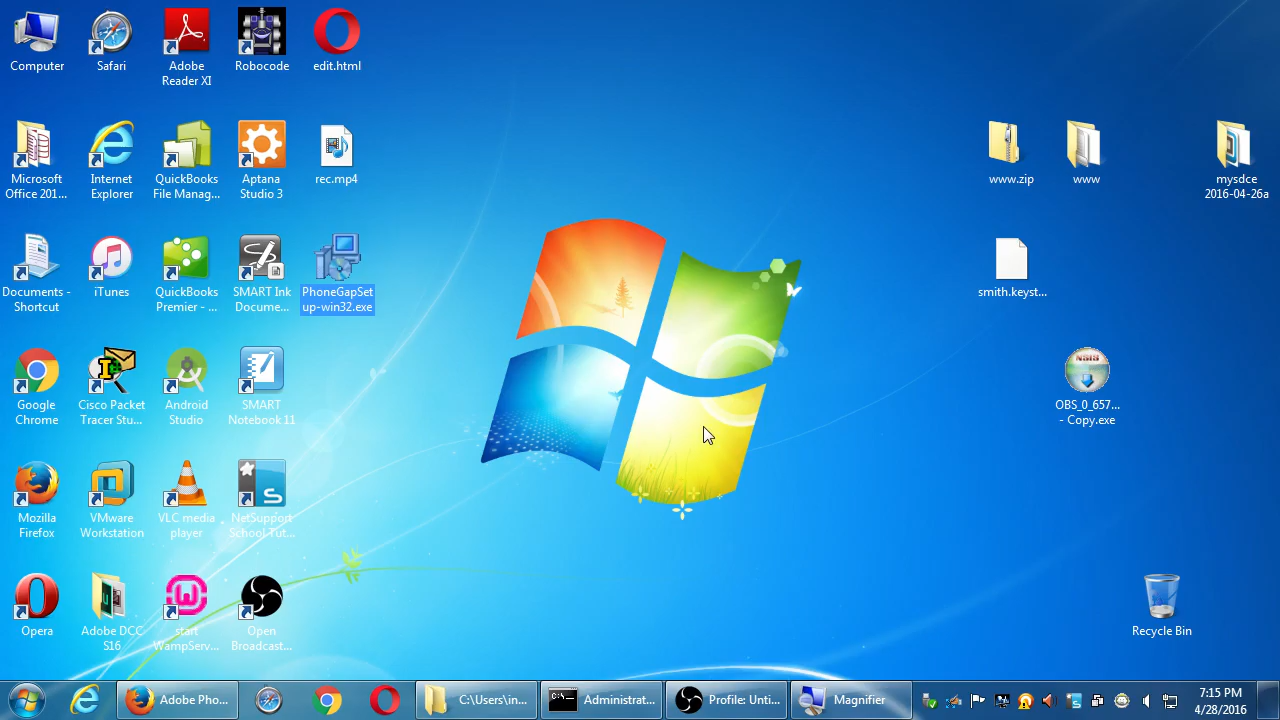 Computer
Safari
Adobe
Reader XI
Robocode
edit.html
Microsoft
Office 201...
Internet
Explorer
QuickBooks
File Manag...
Aptana
Studio 3
rec.mp4
www.zip
www
mysdce
2016-04-26a
Documents -
Shortcut
iTunes
QuickBooks
Premier - ...
SMART Ink
Docume...
PhoneGapSet
up-win32.exe
smith.keyst...
Google
Chrome
Cisco Packet
Tracer Stu...
Android
Studio
SMART
Notebook 11
OBS_0_657...
- Copy.exe
Mozilla
Firefox
VMware
Workstation
VLC media
player
NetSupport
School Tut...
Opera
Adobe DCC
S16
start
WampServ...
Open
Broadcast...
Recycle Bin
Adobe Pho...
C:\Users\in...
Administrat...
Profile: Unti...
Magnifier
7:15 PM
4/28/2016